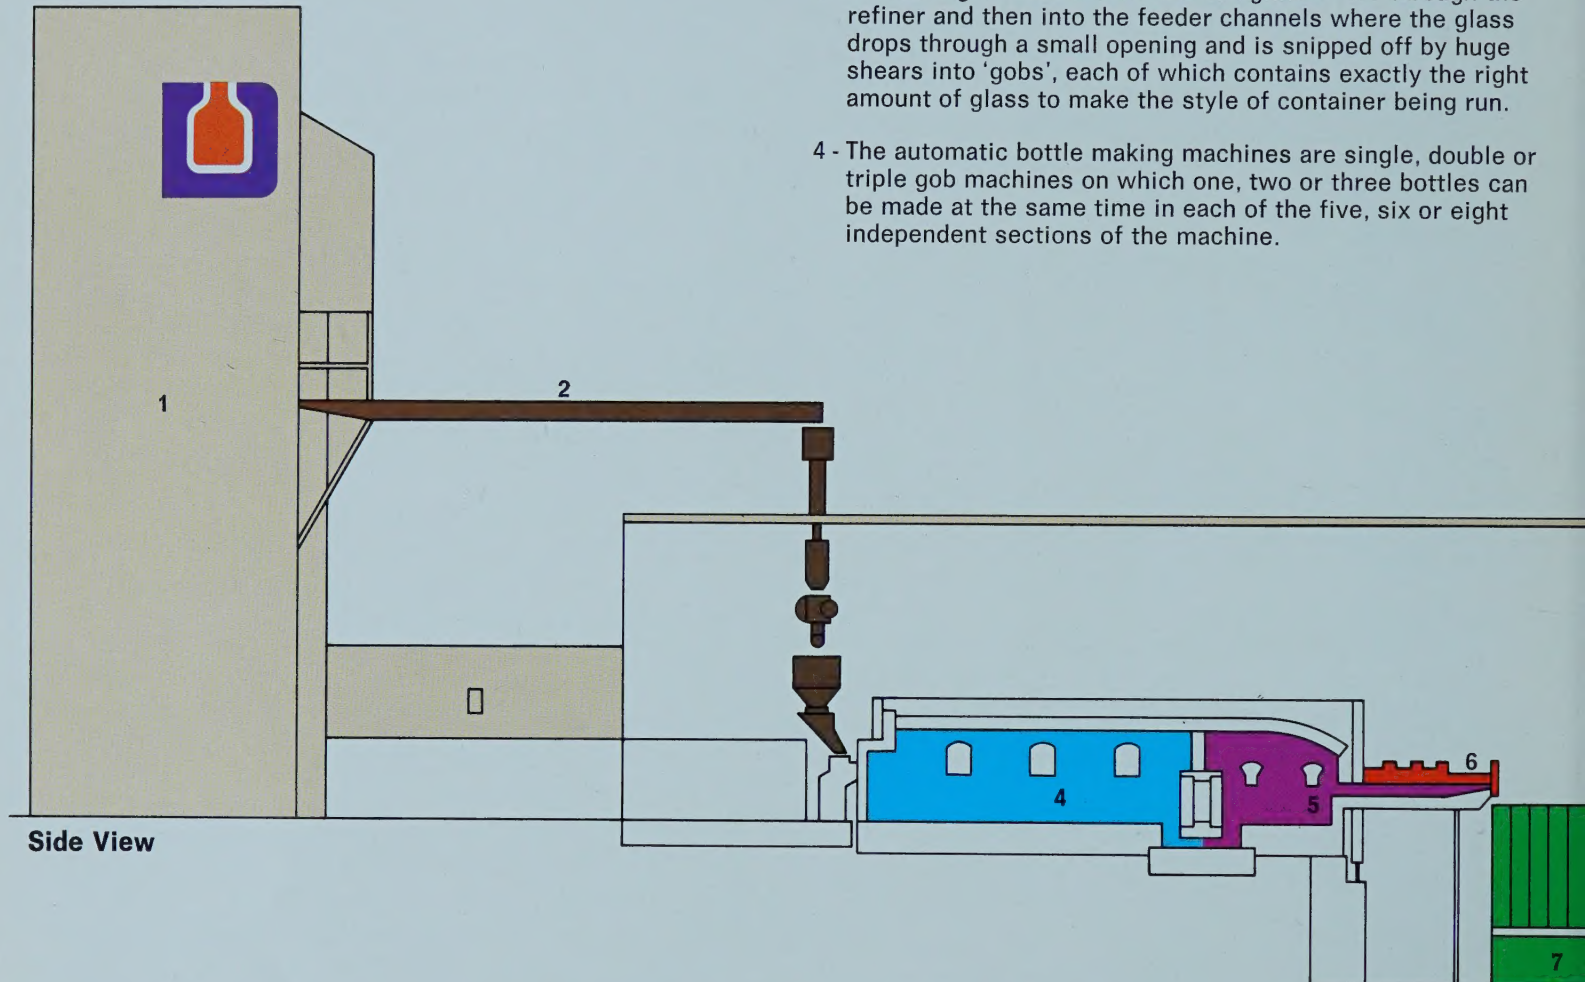 refiner and then into the feeder channels where the glass
drops through a small opening and is snipped off by huge
shears into ‘gobs’, each of which contains exactly the right
amount of glass to make the style of container being run.
4 - The automatic bottle making machines are single, double or
triple gob machines on which one, two or three bottles can
be made at the same time in each of the five, six or eight
independent sections of the machine.
1
2
4
5
6
7
Side View